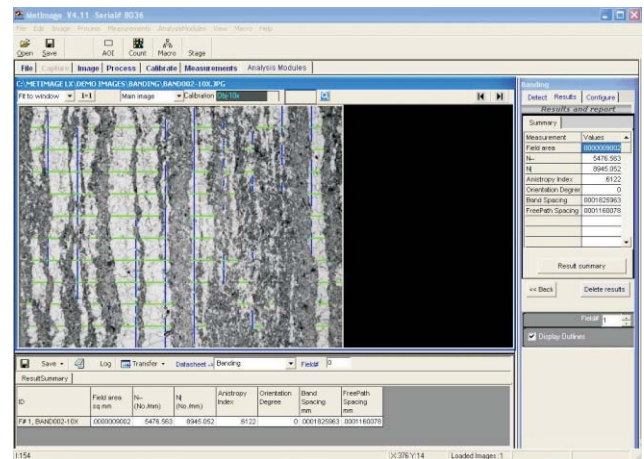 MetImage V4.11 -Serial# 8036
File Edit Image Process Measurements AnalysisModules View Macro Help
Open Save AOI Count Macro Stage
File Capture Image Process Calibrate Measurements Analysis Modules
C:\METIMAGE LX\DEMO IMAGES\BANDING\BAND002-10X.JPG
Fit to window 1=1 Main image Calibration Obj-10x
Banding
Detect Results Configure
Results and report
Summary
Measurement Values
Field area 0000009002
N-- 5476.563
N| 8945.052
Anistropy Index 6122
Orientation Degree 0
Band Spacing 0001825963
FreePath Spacing 0001160078
Result summary
<< Back Delete results
Field# 1
Display Outlines
Save Log Transfer Datasheet -> Banding Field# 0
ResultSummary
ID Field area sq.mm N-- (No./mm) N| (No./mm) Anistropy Index Orientation Degree Band Spacing mm FreePath Spacing mm
F# 1, BAND002-10X .0000009002 5476.563 8945.052 .6122 0 .0001825963 .0001160078
I:154 X:376 Y:14 Loaded Images :1